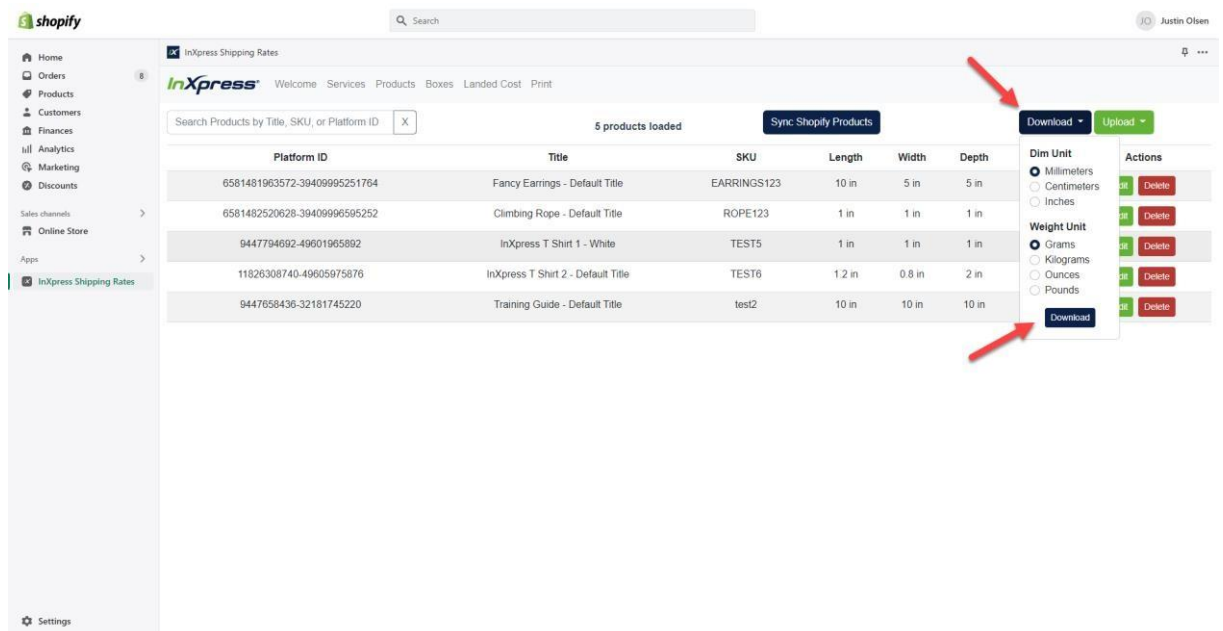 shopify
Search
JO Justin Olsen
Home
Orders 8
Products
Customers
Finances
Analytics
Marketing
Discounts
Sales channels
Online Store
Apps
InXpress Shipping Rates
Settings
InXpress Shipping Rates
InXpress Welcome Services Products Boxes Landed Cost Print
Search Products by Title, SKU, or Platform ID X 5 products loaded Sync Shopify Products Download Upload
Platform ID Title SKU Length Width Depth Actions
6581481963572-39409995251764 Fancy Earrings - Default Title EARRINGS123 10 in 5 in 5 in Delete
6581482520628-39409996595252 Climbing Rope - Default Title ROPE123 1 in 1 in 1 in Delete
9447794692-49601965892 InXpress T Shirt 1 - White TEST5 1 in 1 in 1 in Delete
11826308740-49605975876 InXpress T Shirt 2 - Default Title TEST6 1.2 in 0.8 in 2 in Delete
9447658436-32181745220 Training Guide - Default Title test2 10 in 10 in 10 in Delete
Dim Unit
Millimeters
Centimeters
Inches
Weight Unit
Grams
Kilograms
Ounces
Pounds
Download